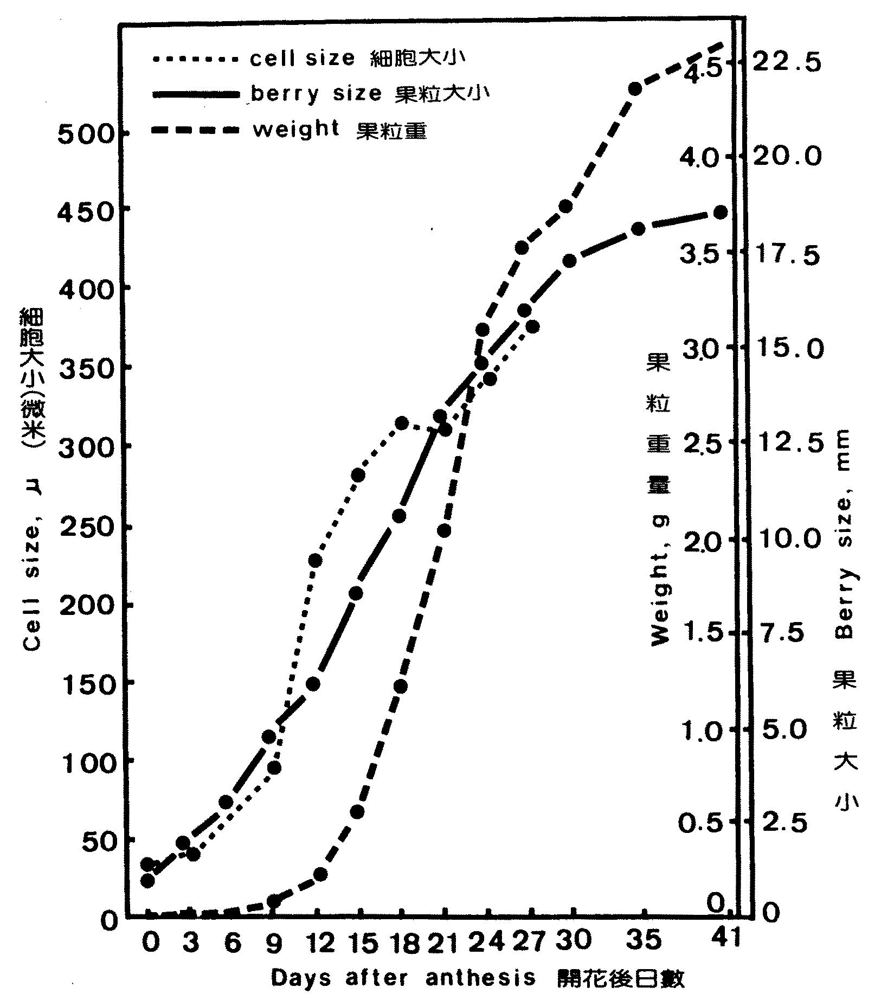 cell size 細胞大小
berry size 果粒大小
weight 果粒重
500
450
400
350
300
250
200
150
100
50
0
細胞大小(微米)
Cell size, μ
4.5
4.0
3.5
3.0
2.5
2.0
1.5
1.0
0.5
0
果粒重量
Weight, g
22.5
20.0
17.5
15.0
12.5
10.0
7.5
5.0
2.5
0
Berry size, mm
果粒大小
0 3 6 9 12 15 18 21 24 27 30 35 41
Days after anthesis 開花後日數